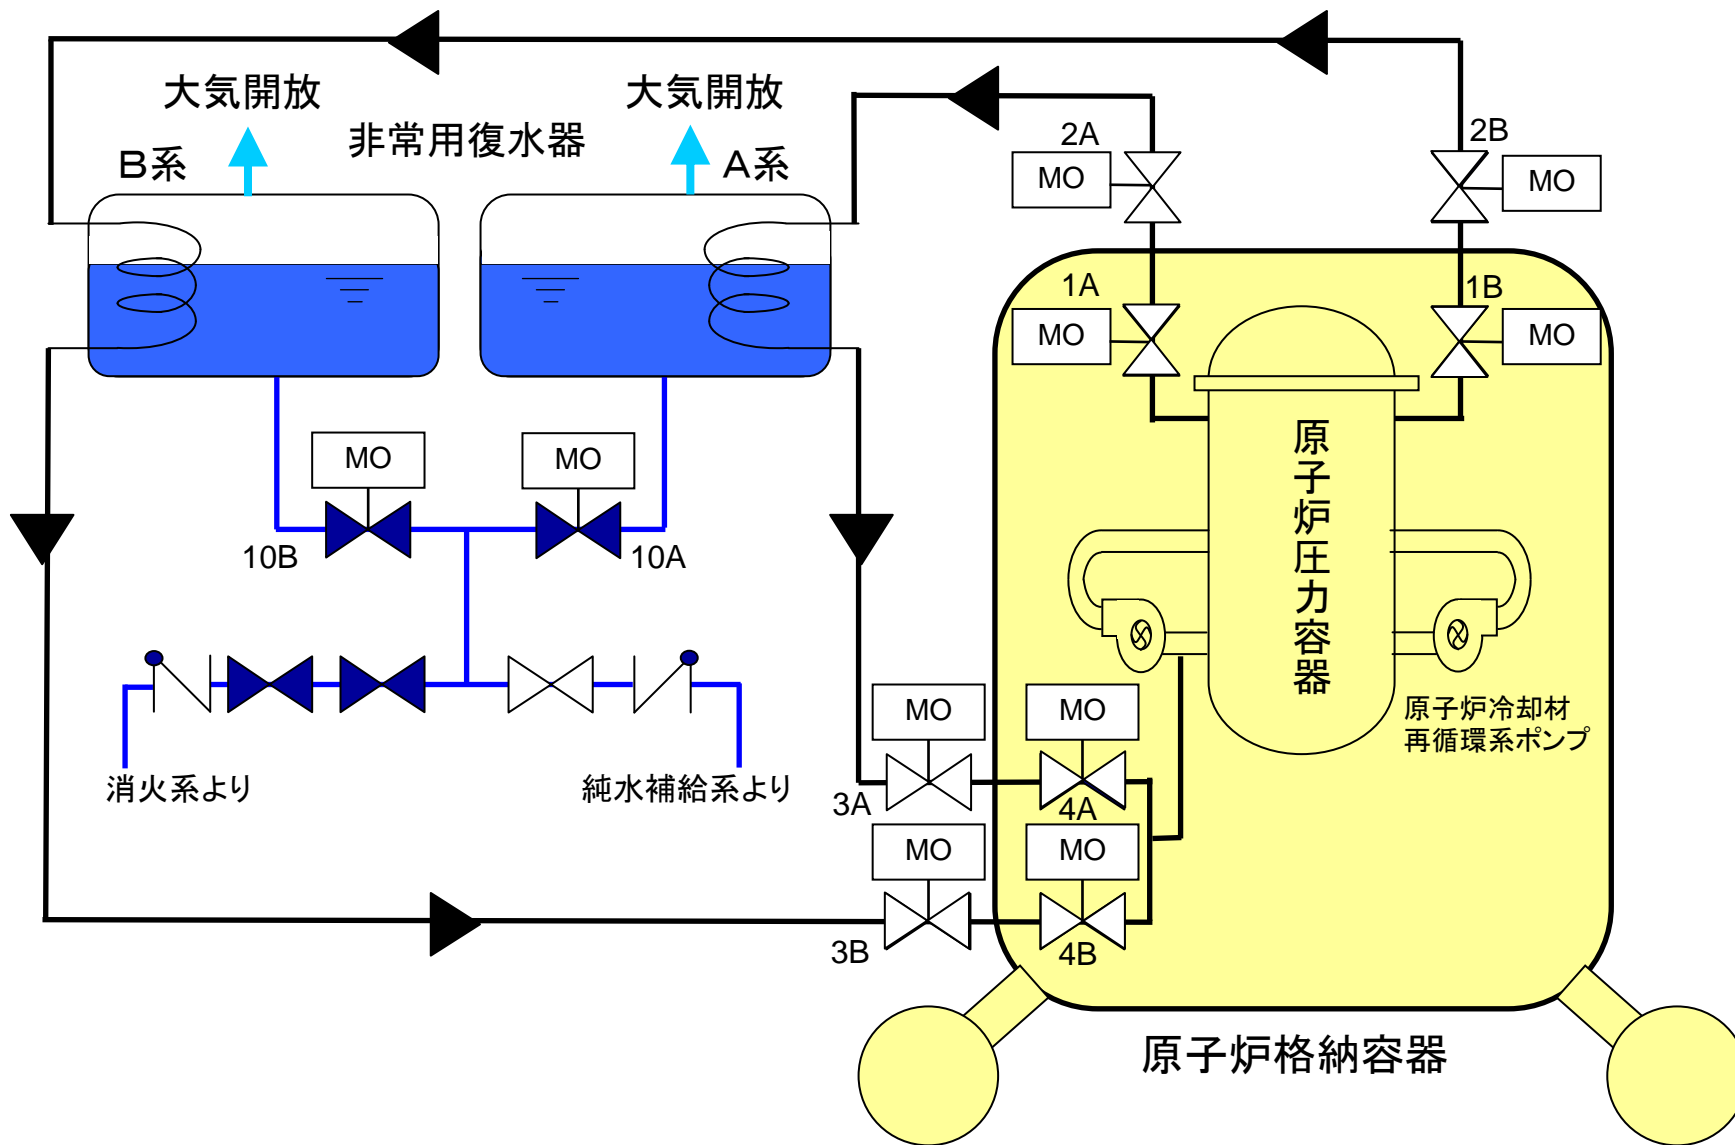 大気開放
大気開放
非常用復水器
B系
A系
2A
MO
2B
MO
1A
MO
1B
MO
原子炉圧力容器
MO
MO
10B
10A
原子炉冷却材
再循環系ポンプ
消火系より
純水補給系より
MO
MO
3A
4A
MO
MO
3B
4B
原子炉格納容器